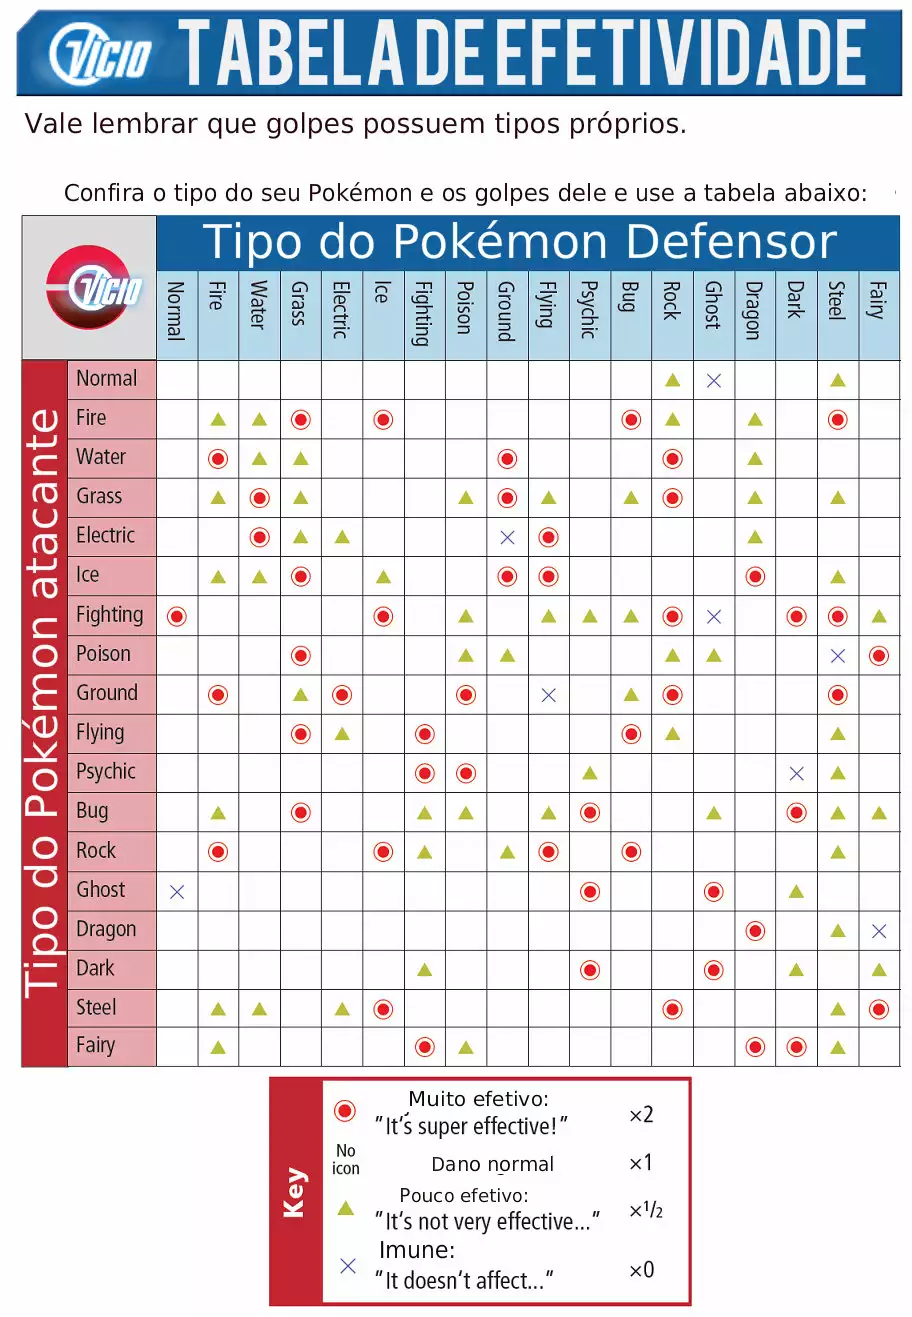 VICIO TABELA DE EFETIVIDADE
Vale lembrar que golpes possuem tipos próprios.
Confira o tipo do seu Pokémon e os golpes dele e use a tabela abaixo:
VICIO
Tipo do Pokémon Defensor
Normal Fire Water Grass Electric Ice Fighting Poison Ground Flying Psychic Bug Rock Ghost Dragon Dark Steel Fairy
Tipo do Pokémon atacante
Normal
Fire
Water
Grass
Electric
Ice
Fighting
Poison
Ground
Flying
Psychic
Bug
Rock
Ghost
Dragon
Dark
Steel
Fairy
Key
Muito efetivo:
"It's super effective!" ×2
No
icon Dano normal ×1
Pouco efetivo:
"It's not very effective..." ×1/2
Imune:
"It doesn't affect..." ×0